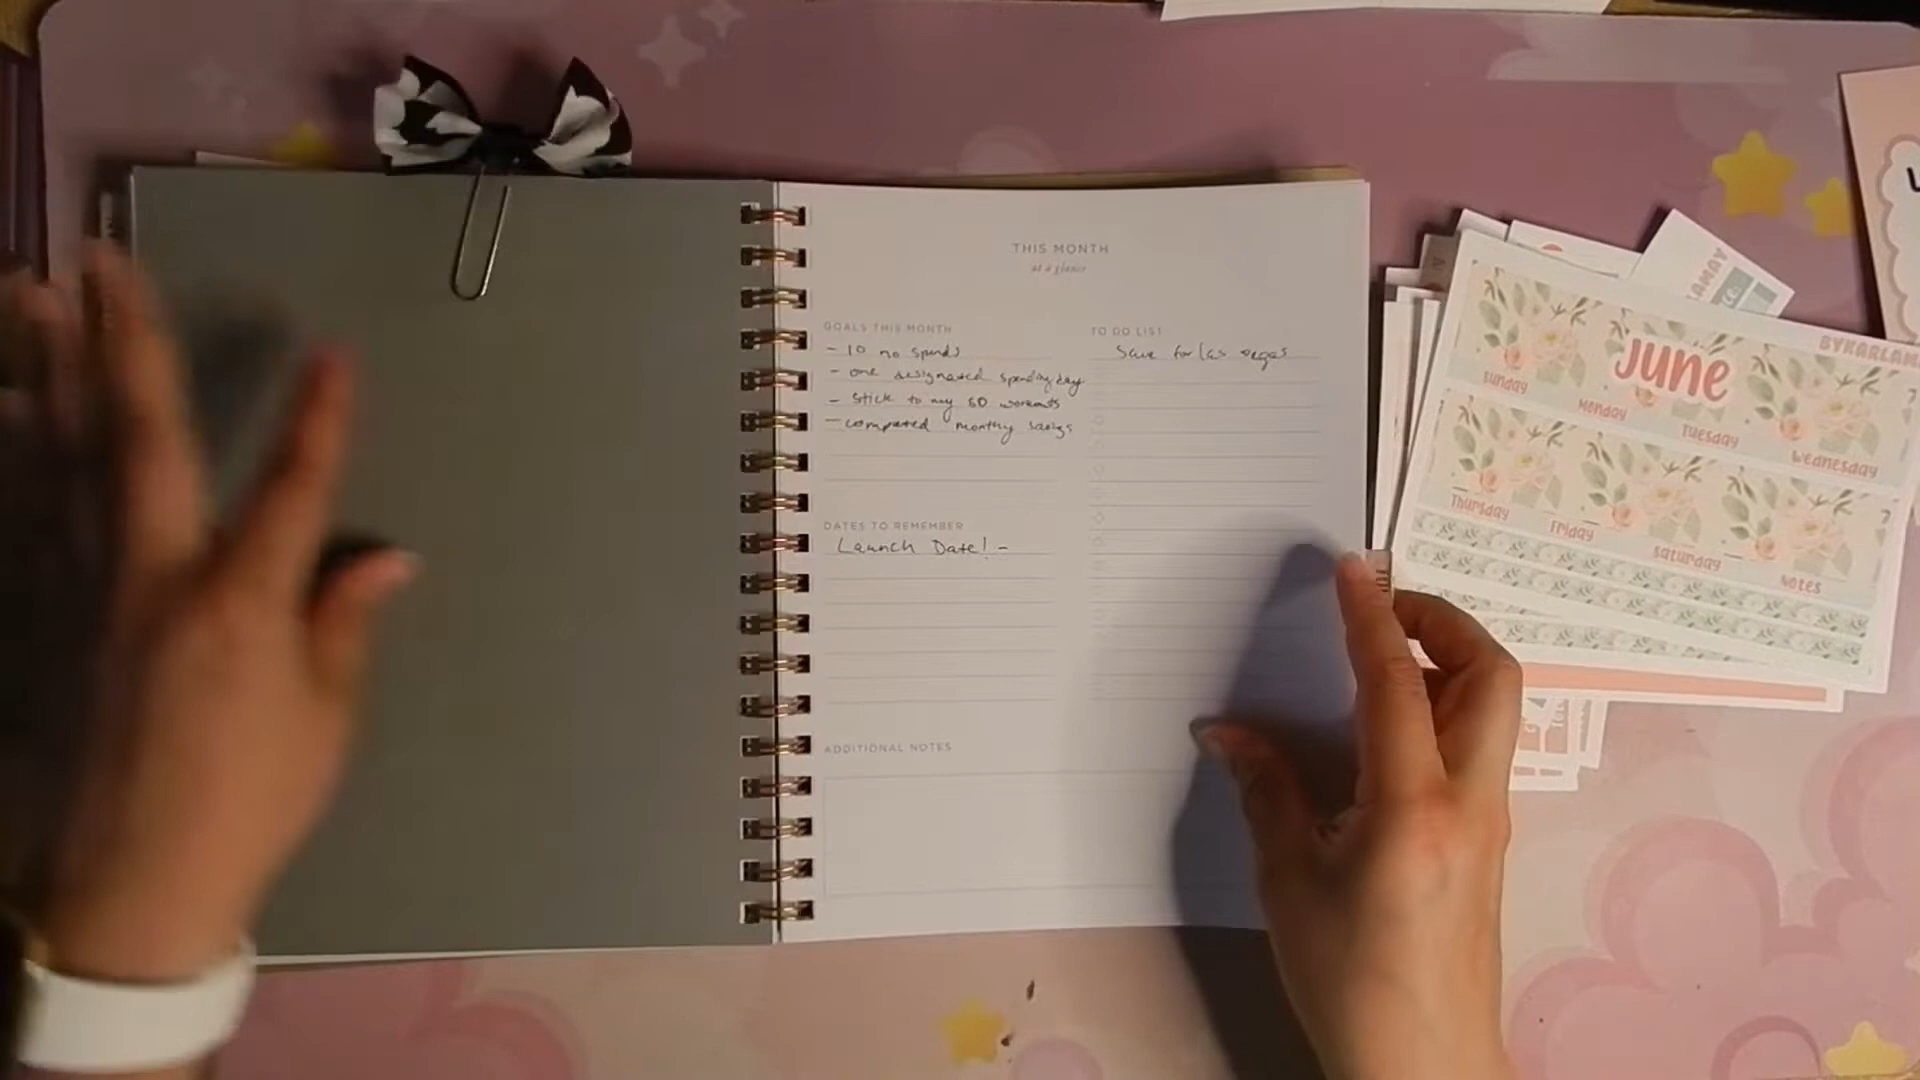 THIS MONTH
at a glance
GOALS THIS MONTH
- 10 no spends
- one designated spending day
- stick to my 50 workouts
- completed monthly savings
TO DO LIST
Save for las vegas
DATES TO REMEMBER
Launch Date! -
ADDITIONAL NOTES
BYKARLAM
June
Sunday
Monday
Tuesday
Wednesday
Thursday
Friday
Saturday
Notes